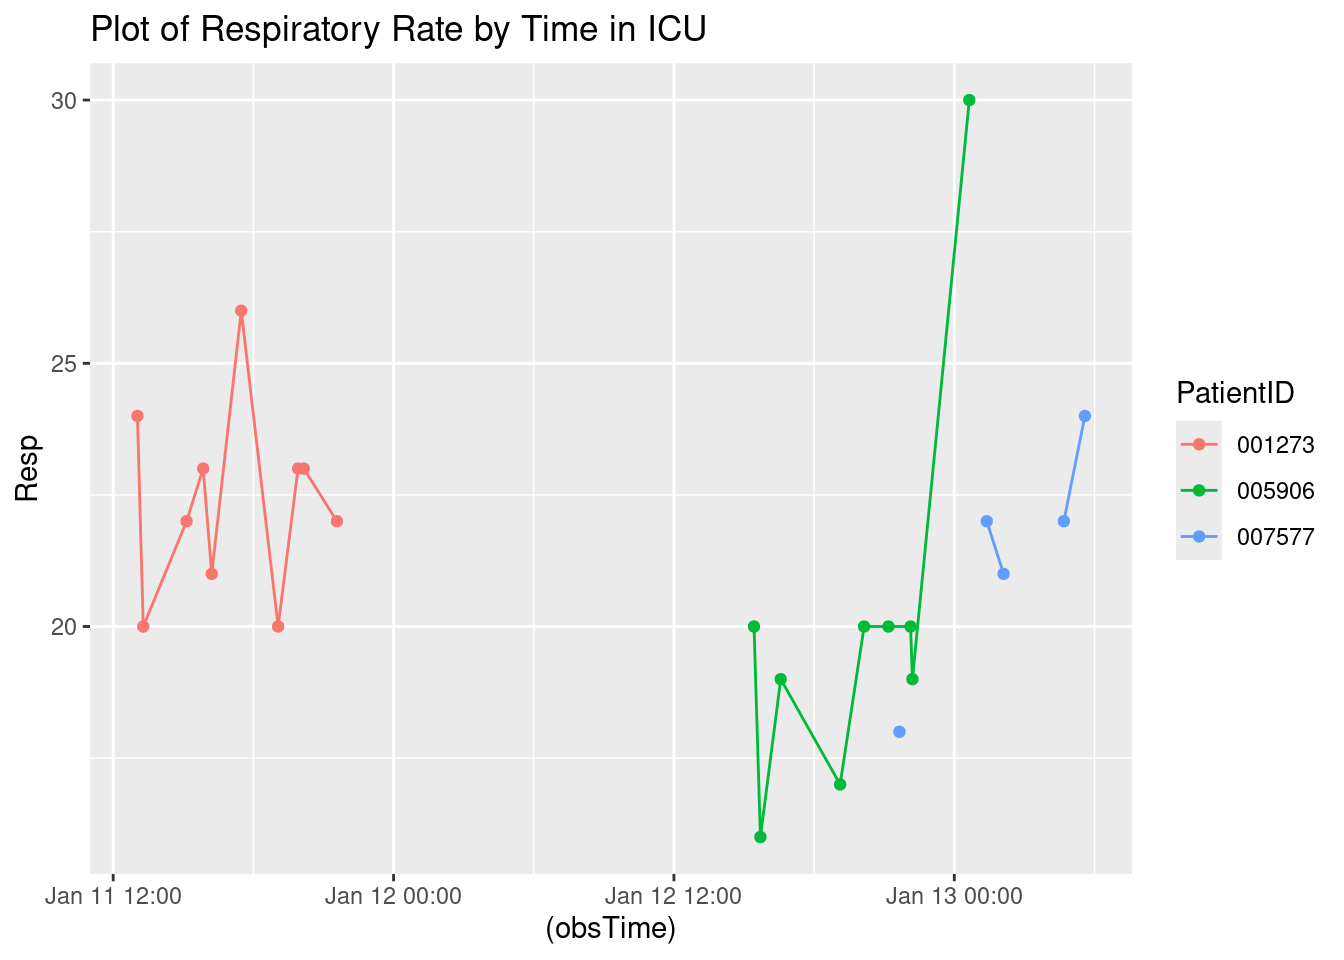 Plot of Respiratory Rate by Time in ICU
30
25
20
Resp
Jan 11 12:00
Jan 12 00:00
Jan 12 12:00
Jan 13 00:00
(obsTime)
PatientID
001273
005906
007577